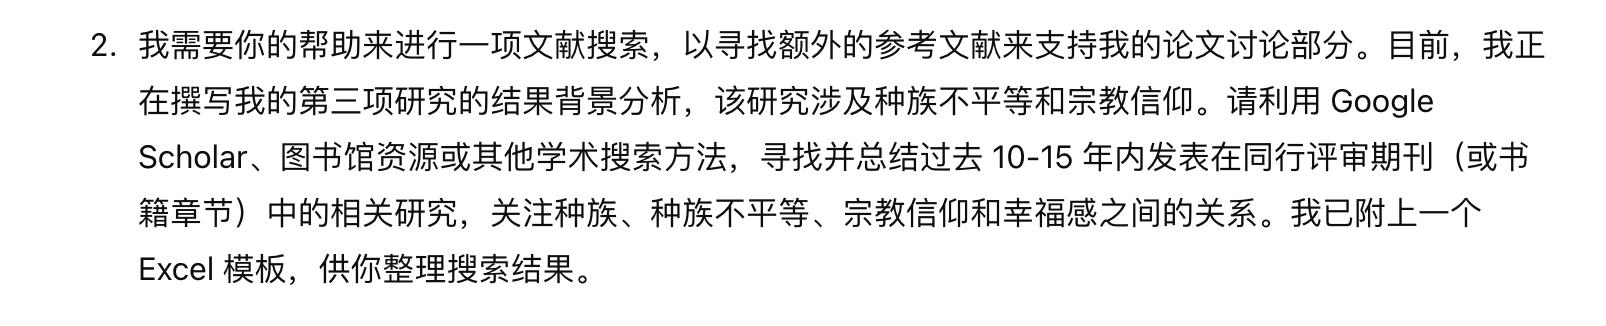 2. 我需要你的帮助来进行一项文献搜索，以寻找额外的参考文献来支持我的论文讨论部分。目前，我正
在撰写我的第三项研究的结果背景分析，该研究涉及种族不平等和宗教信仰。请利用 Google
Scholar、图书馆资源或其他学术搜索方法，寻找并总结过去 10-15 年内发表在同行评审期刊（或书
籍章节）中的相关研究，关注种族、种族不平等、宗教信仰和幸福感之间的关系。我已附上一个
Excel 模板，供你整理搜索结果。